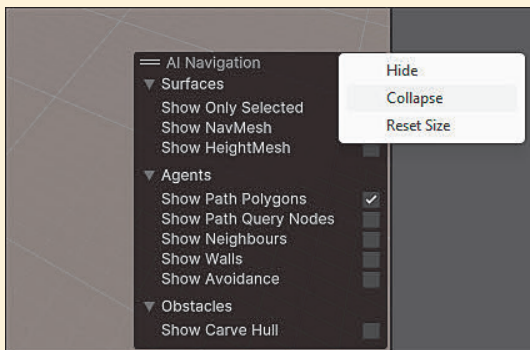 AI Navigation
Surfaces
Show Only Selected
Show NavMesh
Show HeightMesh
Agents
Show Path Polygons
Show Path Query Nodes
Show Neighbours
Show Walls
Show Avoidance
Obstacles
Show Carve Hull
Hide
Collapse
Reset Size